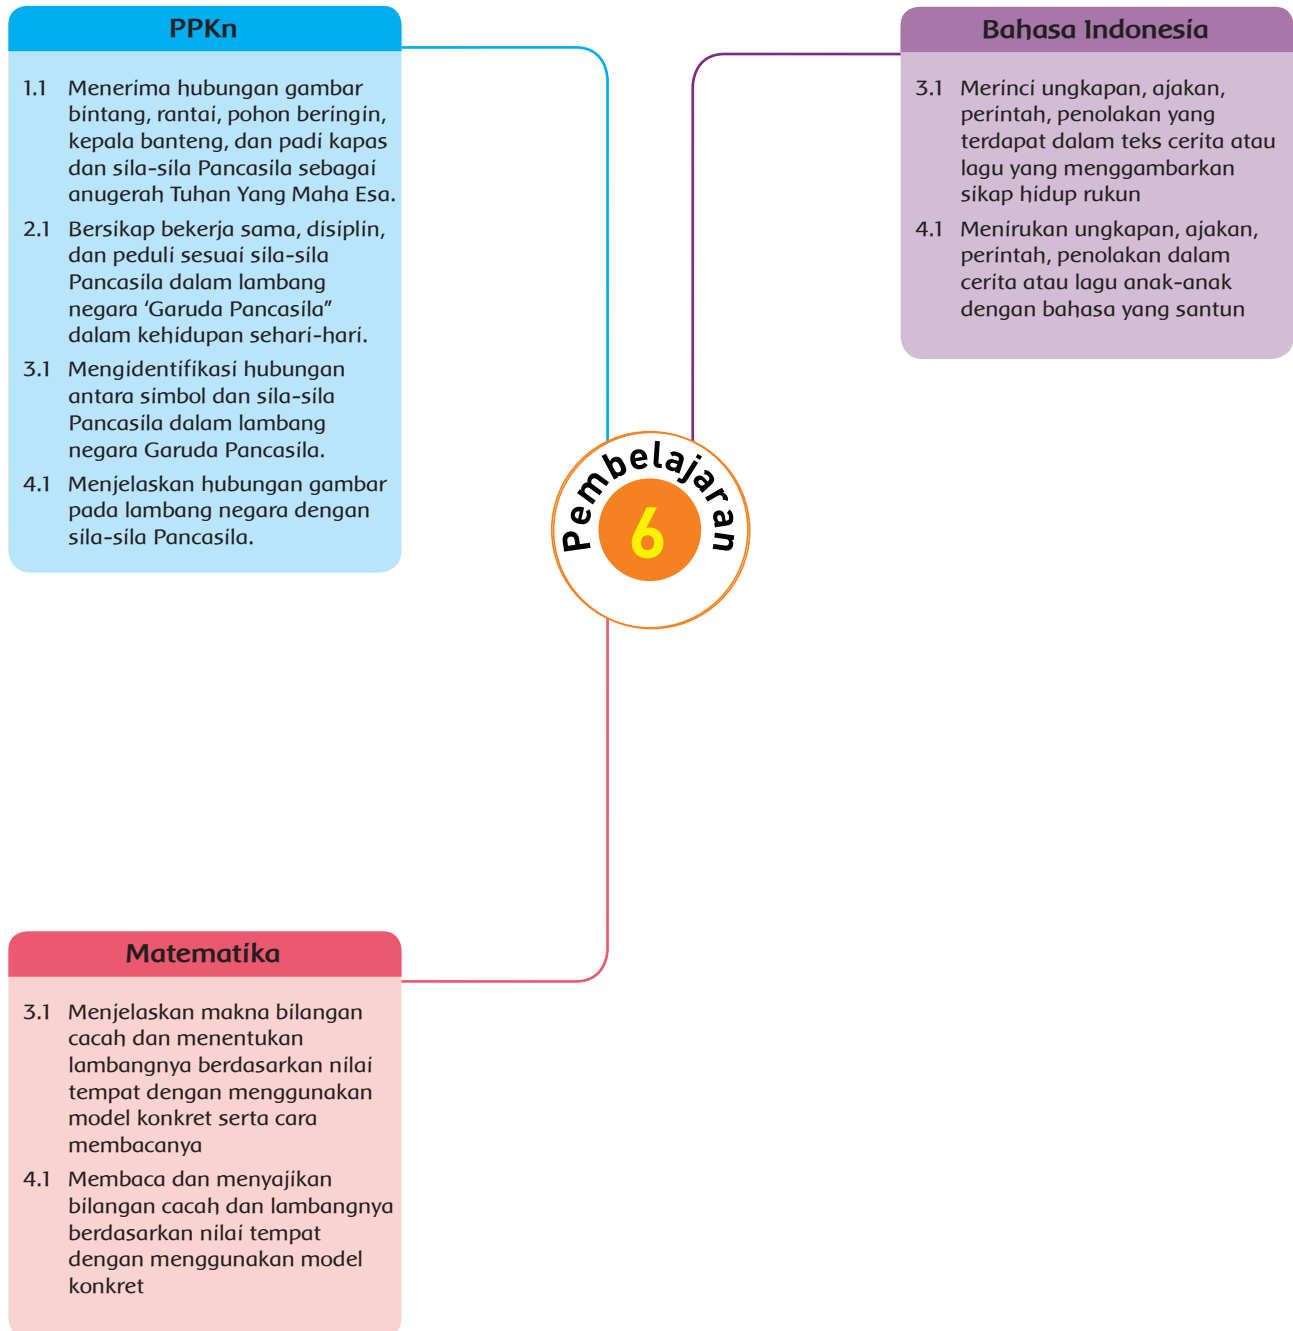 PPKn
1.1 Menerima hubungan gambar
bintang, rantai, pohon beringin,
kepala banteng, dan padi kapas
dan sila-sila Pancasila sebagai
anugerah Tuhan Yang Maha Esa.
2.1 Bersikap bekerja sama, disiplin,
dan peduli sesuai sila-sila
Pancasila dalam lambang
negara ‘Garuda Pancasila”
dalam kehidupan sehari-hari.
3.1 Mengidentifikasi hubungan
antara simbol dan sila-sila
Pancasila dalam lambang
negara Garuda Pancasila.
4.1 Menjelaskan hubungan gambar
pada lambang negara dengan
sila-sila Pancasila.
Bahasa Indonesia
3.1 Merinci ungkapan, ajakan,
perintah, penolakan yang
terdapat dalam teks cerita atau
lagu yang menggambarkan
sikap hidup rukun
4.1 Menirukan ungkapan, ajakan,
perintah, penolakan dalam
cerita atau lagu anak-anak
dengan bahasa yang santun
Pembelajaran
6
Matematika
3.1 Menjelaskan makna bilangan
cacah dan menentukan
lambangnya berdasarkan nilai
tempat dengan menggunakan
model konkret serta cara
membacanya
4.1 Membaca dan menyajikan
bilangan cacah dan lambangnya
berdasarkan nilai tempat
dengan menggunakan model
konkret